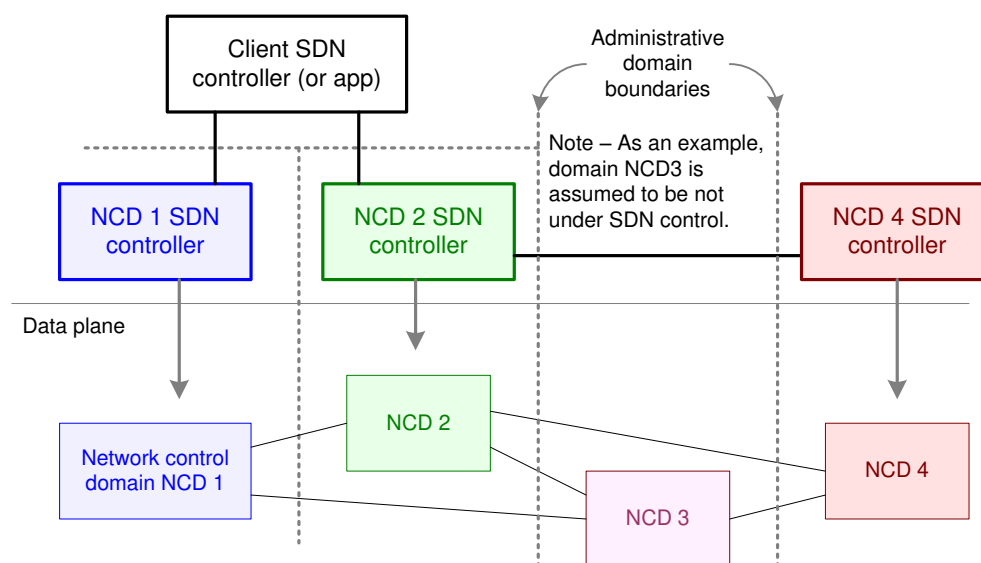 Client SDN
controller (or app)
Administrative
domain
boundaries
Note – As an example,
domain NCD3 is
assumed to be not
under SDN control.
NCD 1 SDN
controller
NCD 2 SDN
controller
NCD 4 SDN
controller
Data plane
Network control
domain NCD 1
NCD 2
NCD 3
NCD 4